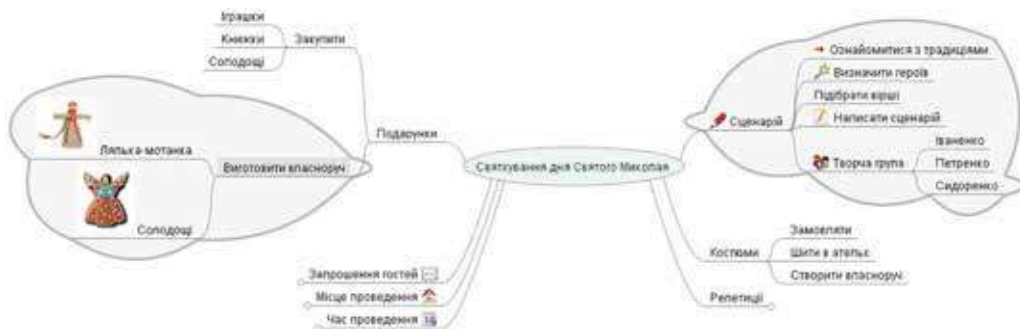 Святкування дня Святого Миколая
Подарунки
Закупити
Іграшки
Книжки
Солодощі
Виготовити власноруч
Лялька-мотанка
Солодощі
Запрошення гостей
Місце проведення
Час проведення
Сценарій
Ознайомитися з традиціями
Визначити героїв
Підібрати вірші
Написати сценарій
Творча група
Іваненко
Петренко
Сидоренко
Костюми
Замовляти
Шити в ательє
Створити власноруч
Репетиції